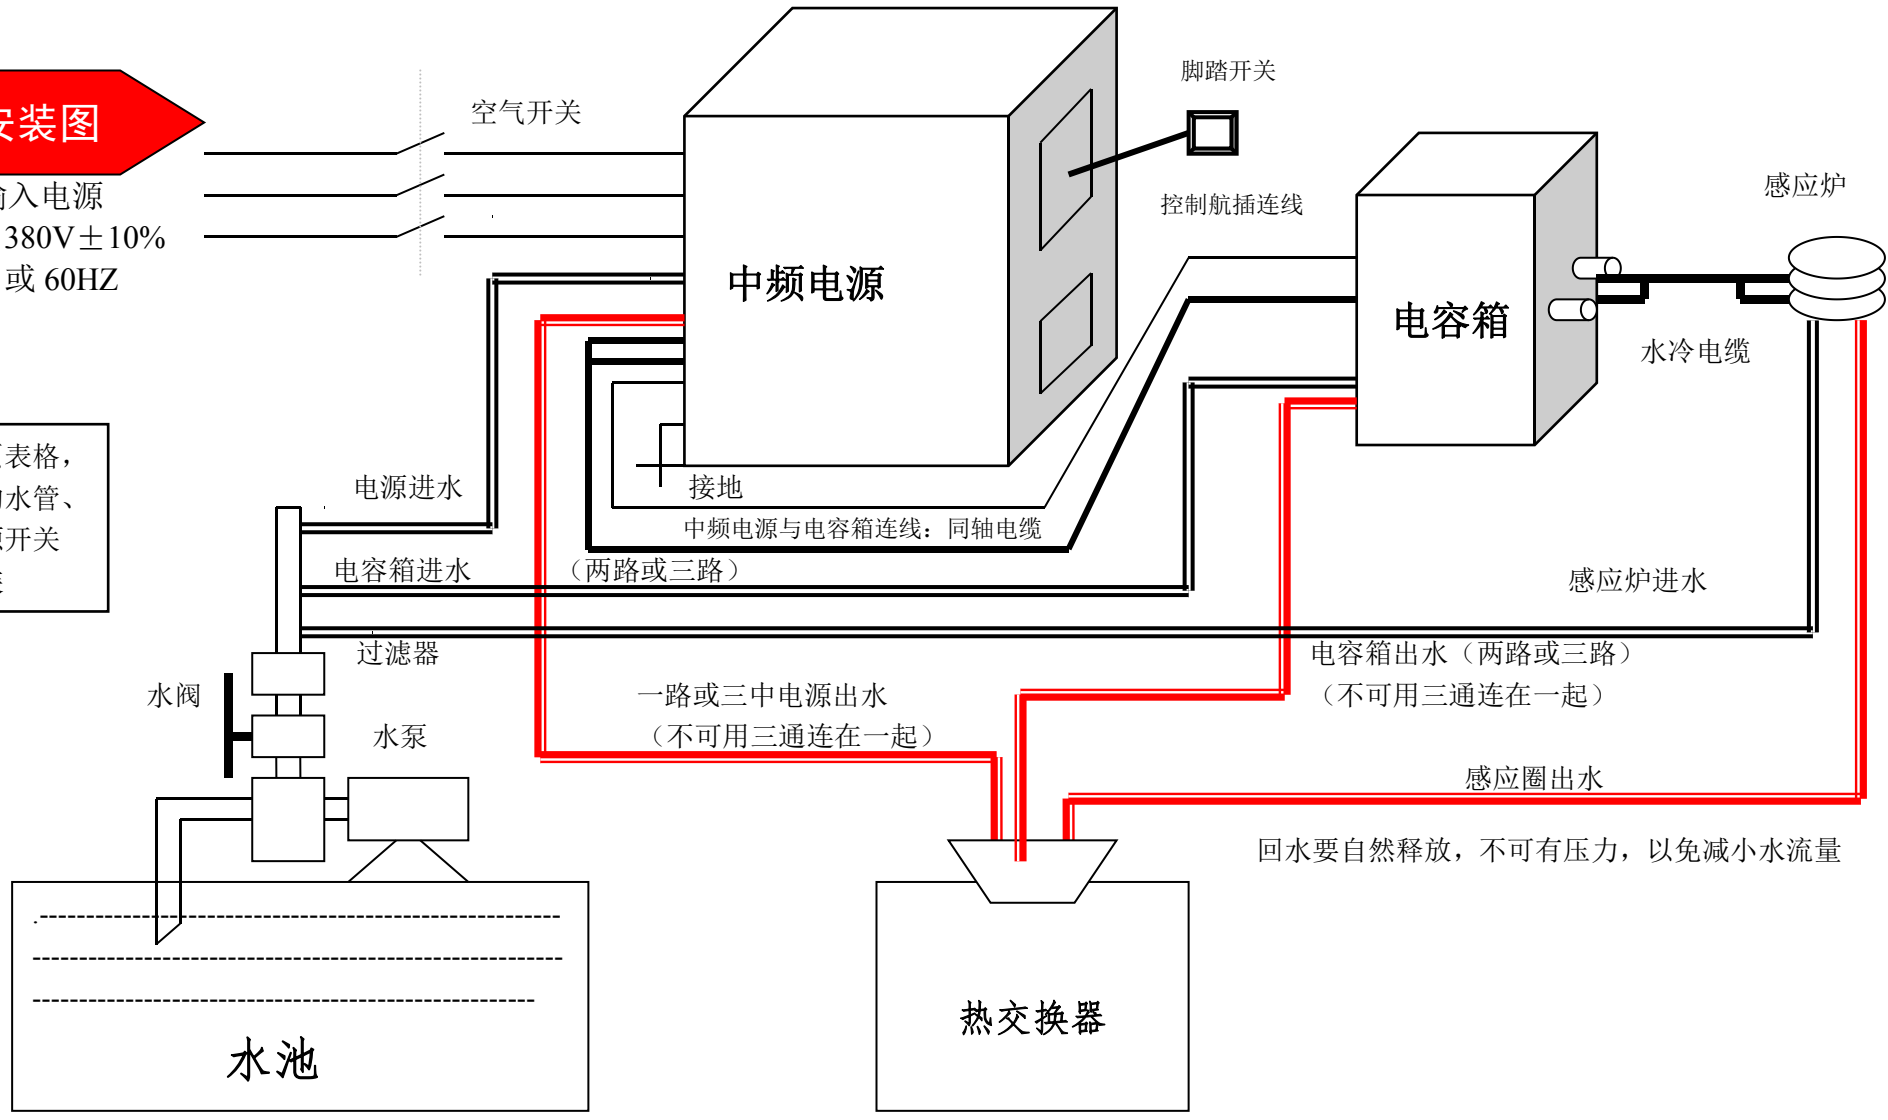 安装图
空气开关
脚踏开关
输入电源
380V±10%
或 60HZ
控制航插连线
感应炉
中频电源
电容箱
水冷电缆
表格，
水管、
开关
电源进水
接地
中频电源与电容箱连线：同轴电缆
电容箱进水
（两路或三路）
感应炉进水
过滤器
电容箱出水（两路或三路）
（不可用三通连在一起）
水阀
一路或三中电源出水
（不可用三通连在一起）
水泵
感应圈出水
回水要自然释放，不可有压力，以免减小水流量
热交换器
水池